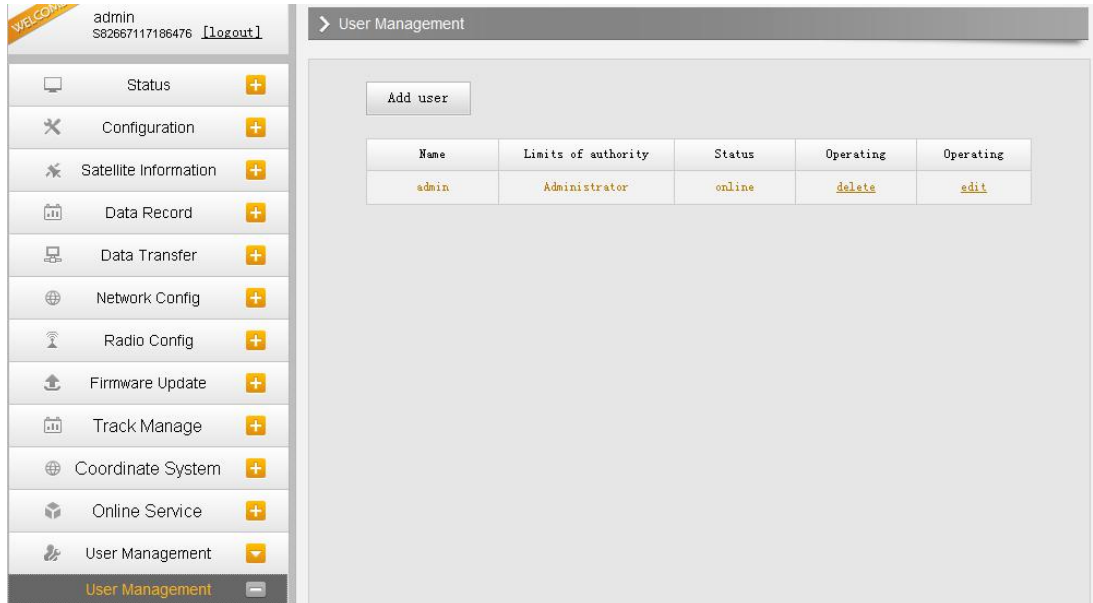 WELCOME
admin
S82667117186476 [logout]
User Management
Status
Configuration
Satellite Information
Data Record
Data Transfer
Network Config
Radio Config
Firmware Update
Track Manage
Coordinate System
Online Service
User Management
User Management
Add user
Name Limits of authority Status Operating Operating
admin Administrator online delete edit